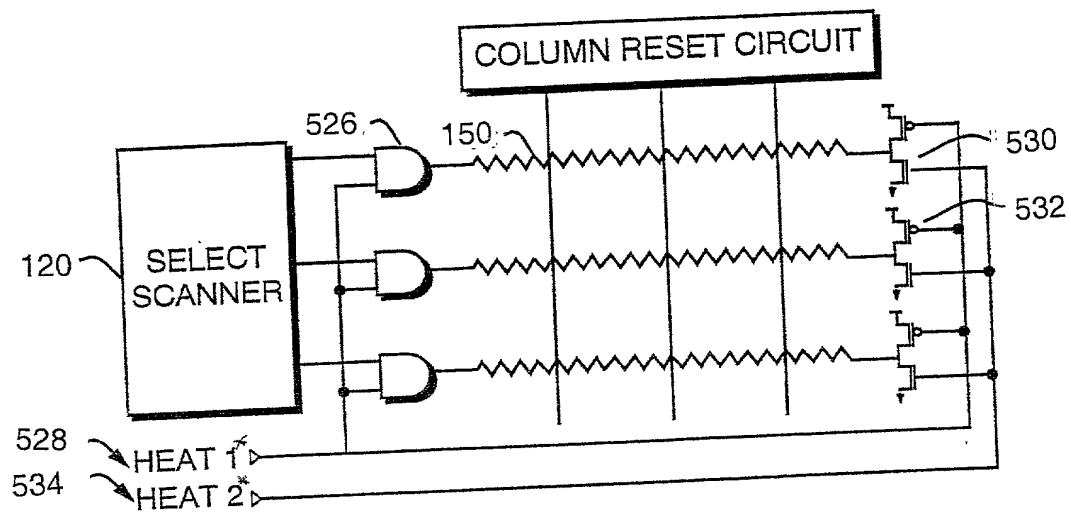 COLUMN RESET CIRCUIT
526
150
530
532
120
SELECT
SCANNER
528
HEAT 1*
534
HEAT 2*